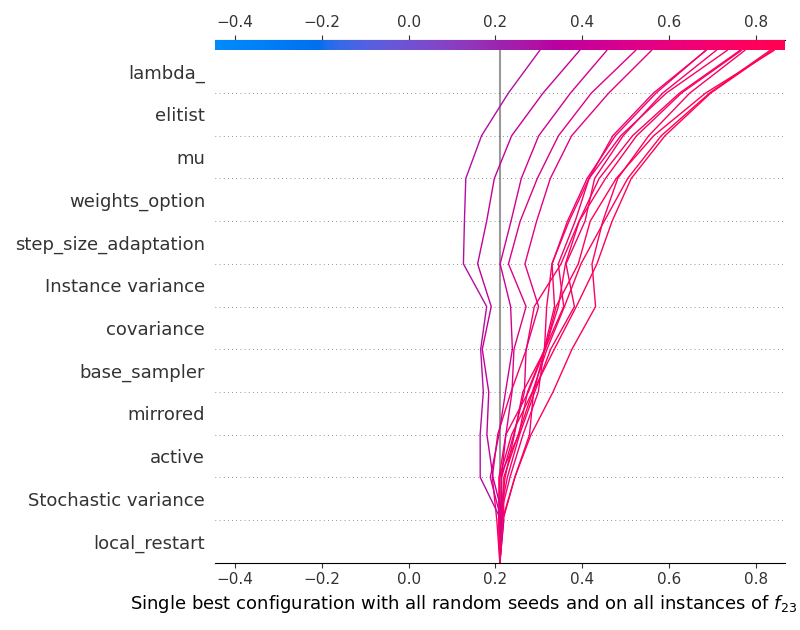 −0.4 −0.2 0.0 0.2 0.4 0.6 0.8
lambda_
elitist
mu
weights_option
step_size_adaptation
Instance variance
covariance
base_sampler
mirrored
active
Stochastic variance
local_restart
−0.4 −0.2 0.0 0.2 0.4 0.6 0.8
Single best configuration with all random seeds and on all instances of f₂₃